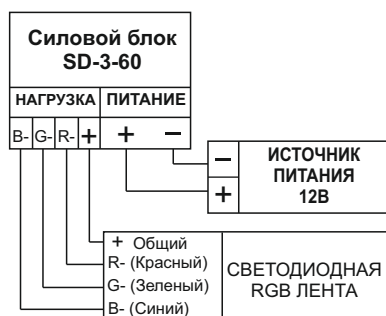 Силовой блок
SD-3-60
НАГРУЗКА ПИТАНИЕ
B- G- R- + + −
− ИСТОЧНИК
ПИТАНИЯ
+ 12В
+ Общий
R- (Красный)
G- (Зеленый)
B- (Синий)
СВЕТОДИОДНАЯ
RGB ЛЕНТА